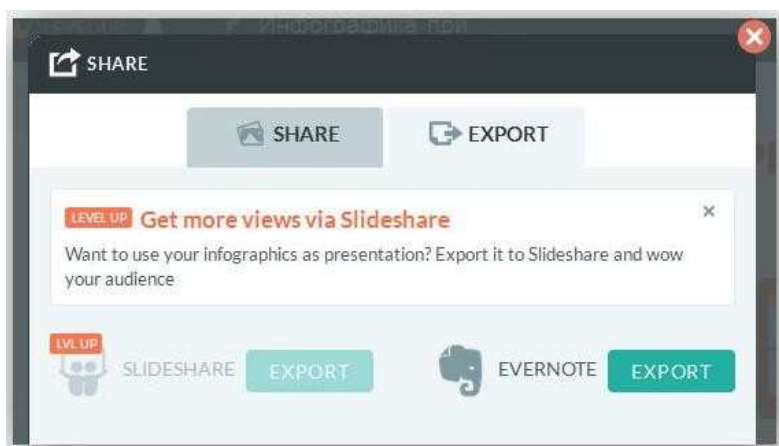 Инфографика
SHARE
SHARE
EXPORT
LEVEL UP Get more views via Slideshare
Want to use your infographics as presentation? Export it to Slideshare and wow
your audience
LVL UP
SLIDESHARE EXPORT
EVERNOTE EXPORT